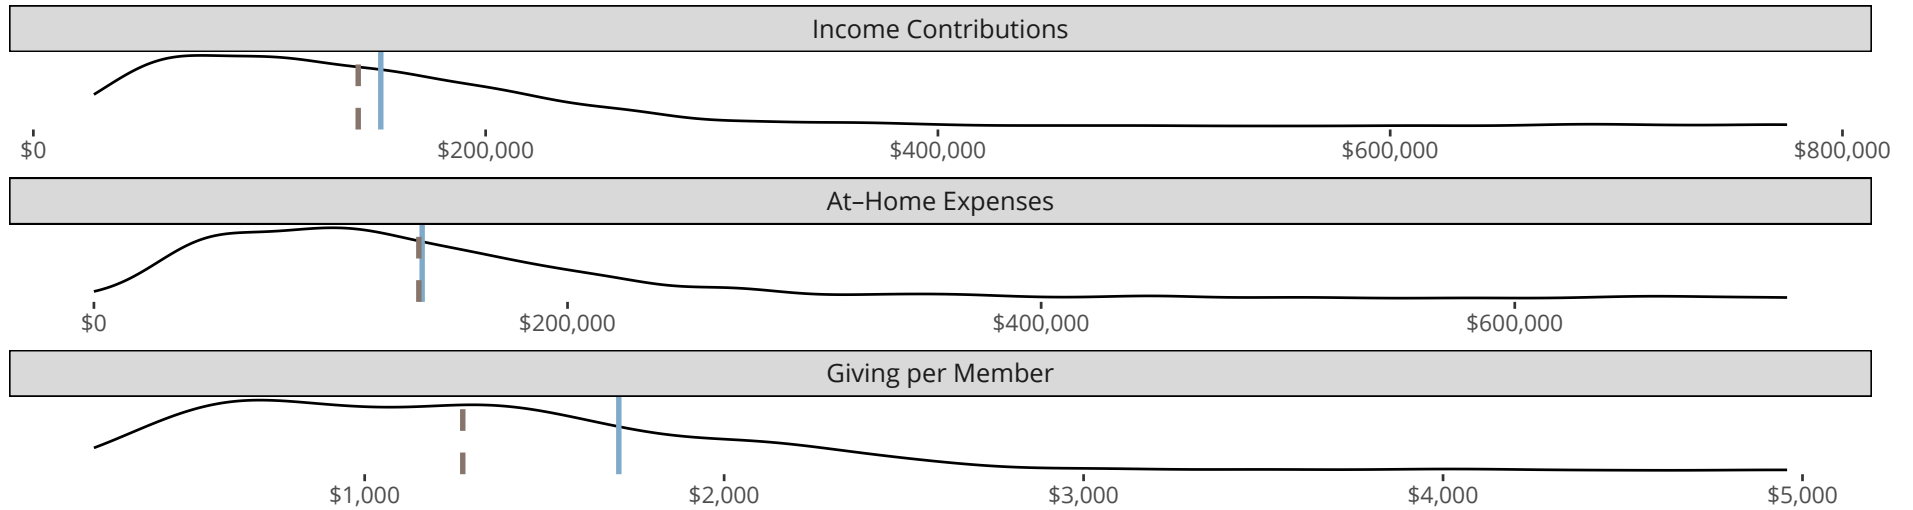 Income Contributions
$0 $200,000 $400,000 $600,000 $800,000
At–Home Expenses
$0 $200,000 $400,000 $600,000
Giving per Member
$1,000 $2,000 $3,000 $4,000 $5,000